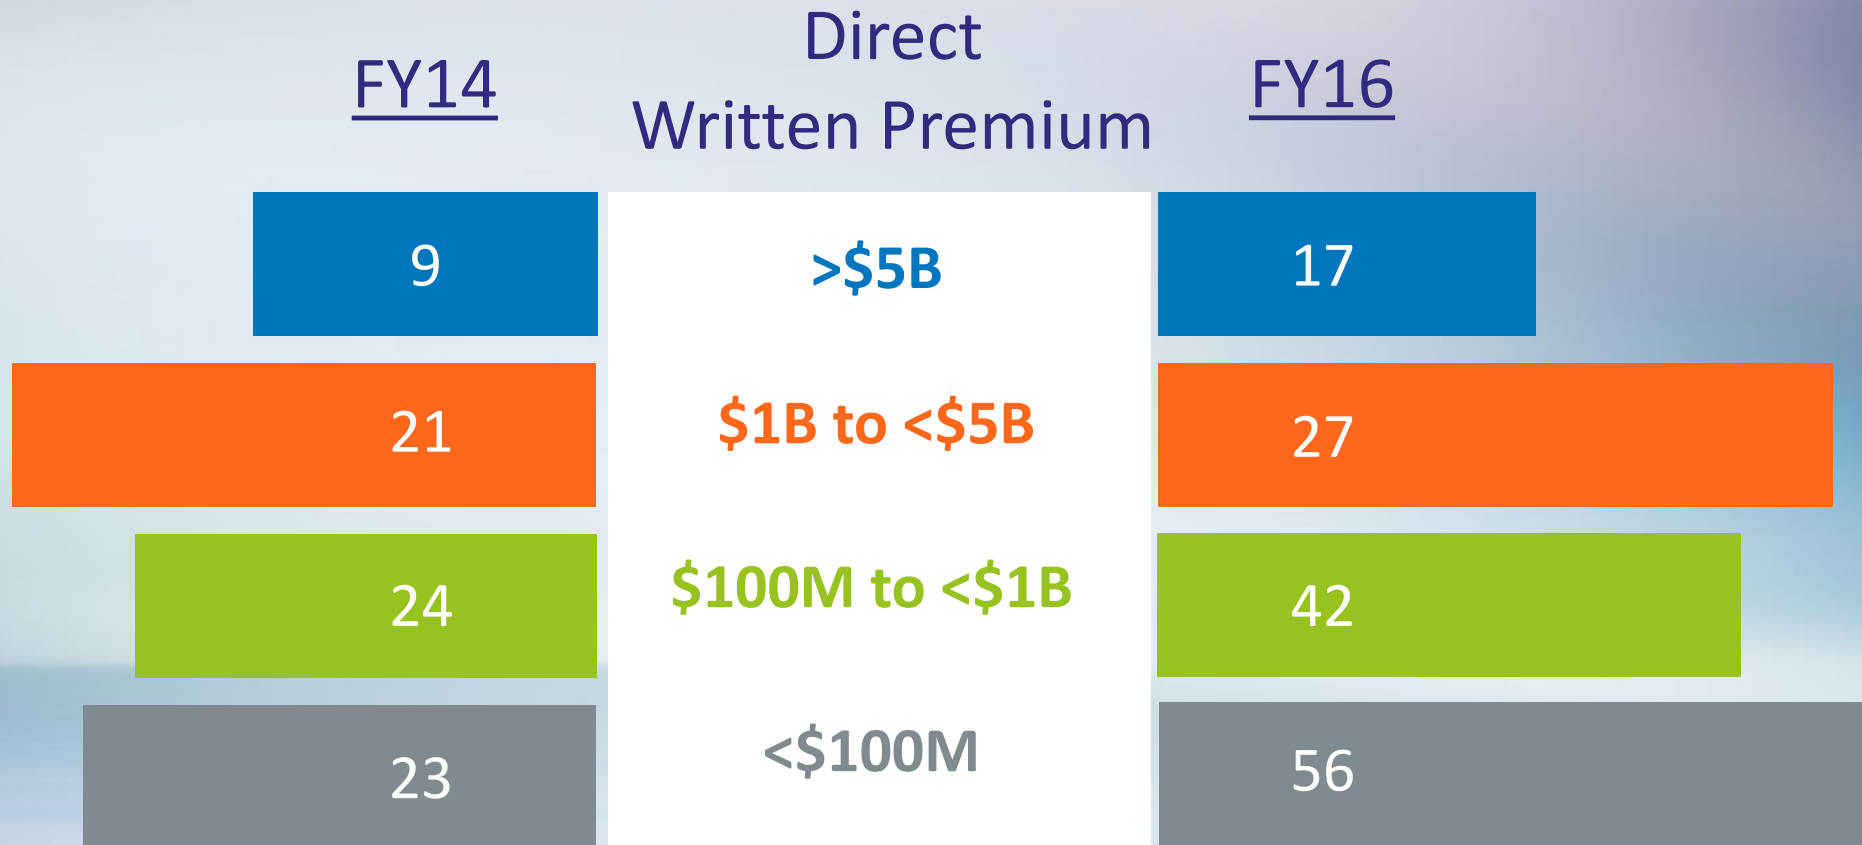 Direct
FY14 Written Premium FY16
9 >$5B 17
21 $1B to <$5B 27
24 $100M to <$1B 42
23 <$100M 56